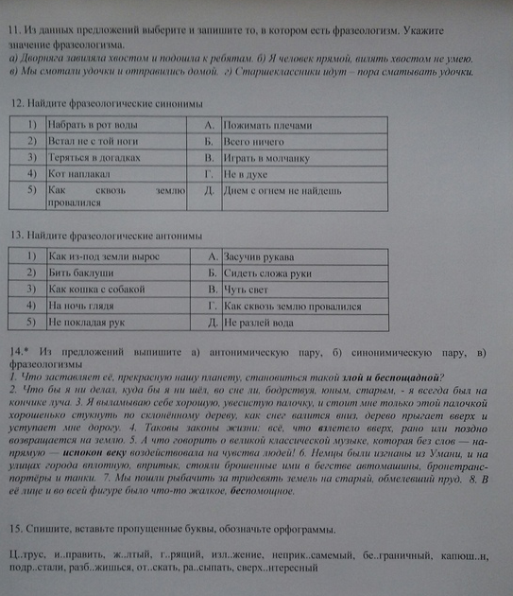 11. Из данных предложений выберите и запишите то, в котором есть фразеологизм. Укажите
значение фразеологизма.
а) Дворняга завиляла хвостом и подошла к ребятам. б) Я человек прямой, вилять хвостом не умею.
в) Мы смотали удочки и отправились домой. г) Старшеклассники идут – пора сматывать удочки.
12. Найдите фразеологические синонимы
1) Набрать в рот воды А. Пожимать плечами
2) Встал не с той ноги Б. Всего ничего
3) Теряться в догадках В. Играть в молчанку
4) Кот наплакал Г. Не в духе
5) Как сквозь землю Д. Днем с огнем не найдешь
провалился
13. Найдите фразеологические антонимы
1) Как из-под земли вырос А. Засучив рукава
2) Бить баклуши Б. Сидеть сложа руки
3) Как кошка с собакой В. Чуть свет
4) На ночь глядя Г. Как сквозь землю провалился
5) Не покладая рук Д. Не разлей вода
14.* Из предложений выпишите а) антонимическую пару, б) синонимическую пару, в)
фразеологизмы
1. Что заставляет её, прекрасную нашу планету, становиться такой злой и беспощадной?
2. Что бы я ни делал, куда бы я ни шёл, во сне ли, бодрствуя, юным, старым, - я всегда был на
кончике луча. 3. Я выламываю себе хорошую, увесистую палочку, и стоит мне только этой палочкой
хорошенько стукнуть по склонённому дереву, как снег валится вниз, дерево прыгает вверх и
уступает мне дорогу. 4. Таковы законы жизни: всё, что взлетело вверх, рано или поздно
возвращается на землю. 5. А что говорить о великой классической музыке, которая без слов — на-
прямую — испокон веку воздействовала на чувства людей! 6. Немцы были изгнаны из Умани, и на
улицах города вплотную, впритык, стояли брошенные ими в бегстве автомашины, бронетранс-
портёры и танки. 7. Мы пошли рыбачить за тридевять земель на старый, обмелевший пруд. 8. В
её лице и во всей фигуре было что-то жалкое, беспомощное.
15. Спишите, вставьте пропущенные буквы, обозначьте орфограммы.
Ц..трус, н..править, ж..лтый, г..рящий, изл..жение, неприк..самемый, бе..граничный, капюш..н,
подр..стали, разб..жишься, от..скать, ра..сыпать, сверх..нтересный